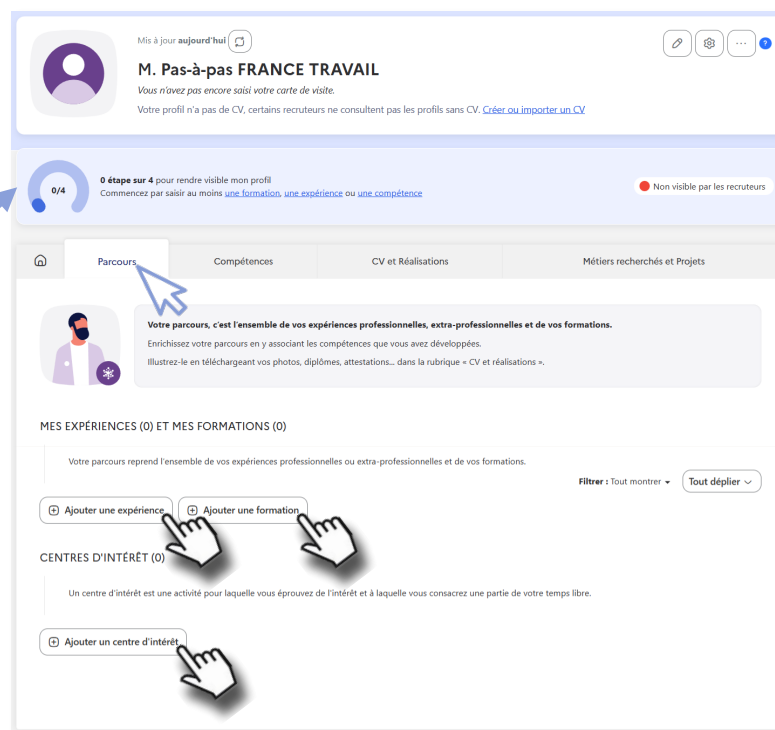 Mis à jour aujourd'hui
M. Pas-à-pas FRANCE TRAVAIL
Vous n'avez pas encore saisi votre carte de visite.
Votre profil n'a pas de CV, certains recruteurs ne consultent pas les profils sans CV. Créer ou importer un CV
?
0/4
0 étape sur 4 pour rendre visible mon profil
Commencez par saisir au moins une formation, une expérience ou une compétence
Non visible par les recruteurs
Parcours
Compétences
CV et Réalisations
Métiers recherchés et Projets
Votre parcours, c'est l'ensemble de vos expériences professionnelles, extra-professionnelles et de vos formations.
Enrichissez votre parcours en y associant les compétences que vous avez développées.
Illustrez-le en téléchargeant vos photos, diplômes, attestations... dans la rubrique « CV et réalisations ».
MES EXPÉRIENCES (0) ET MES FORMATIONS (0)
Votre parcours reprend l'ensemble de vos expériences professionnelles ou extra-professionnelles et de vos formations.
Filtrer : Tout montrer
Tout déplier
Ajouter une expérience
Ajouter une formation
CENTRES D'INTÉRÊT (0)
Un centre d'intérêt est une activité pour laquelle vous éprouvez de l'intérêt et à laquelle vous consacrez une partie de votre temps libre.
Ajouter un centre d'intérêt